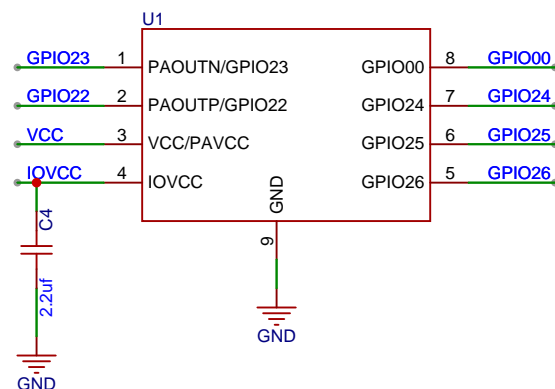 U1
GPIO23 1 PAOUTN/GPIO23 GPIO00 8 GPIO00
GPIO22 2 PAOUTP/GPIO22 GPIO24 7 GPIO24
VCC 3 VCC/PAVCC GPIO25 6 GPIO25
IOVCC 4 IOVCC GPIO26 5 GPIO26
GND
9
C4
2.2uf
GND
GND